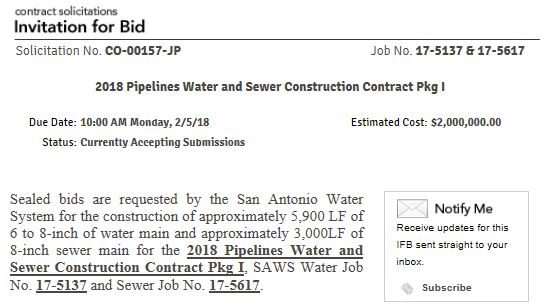 contract solicitations
Invitation for Bid
Solicitation No. CO-00157-JP Job No. 17-5137 & 17-5617
2018 Pipelines Water and Sewer Construction Contract Pkg I
Due Date: 10:00 AM Monday, 2/5/18 Estimated Cost: $2,000,000.00
Status: Currently Accepting Submissions
Sealed bids are requested by the San Antonio Water
System for the construction of approximately 5,900 LF of
6 to 8-inch of water main and approximately 3,000LF of
8-inch sewer main for the 2018 Pipelines Water and
Sewer Construction Contract Pkg I, SAWS Water Job
No. 17-5137 and Sewer Job No. 17-5617.
Notify Me
Receive updates for this
IFB sent straight to your
inbox.
Subscribe